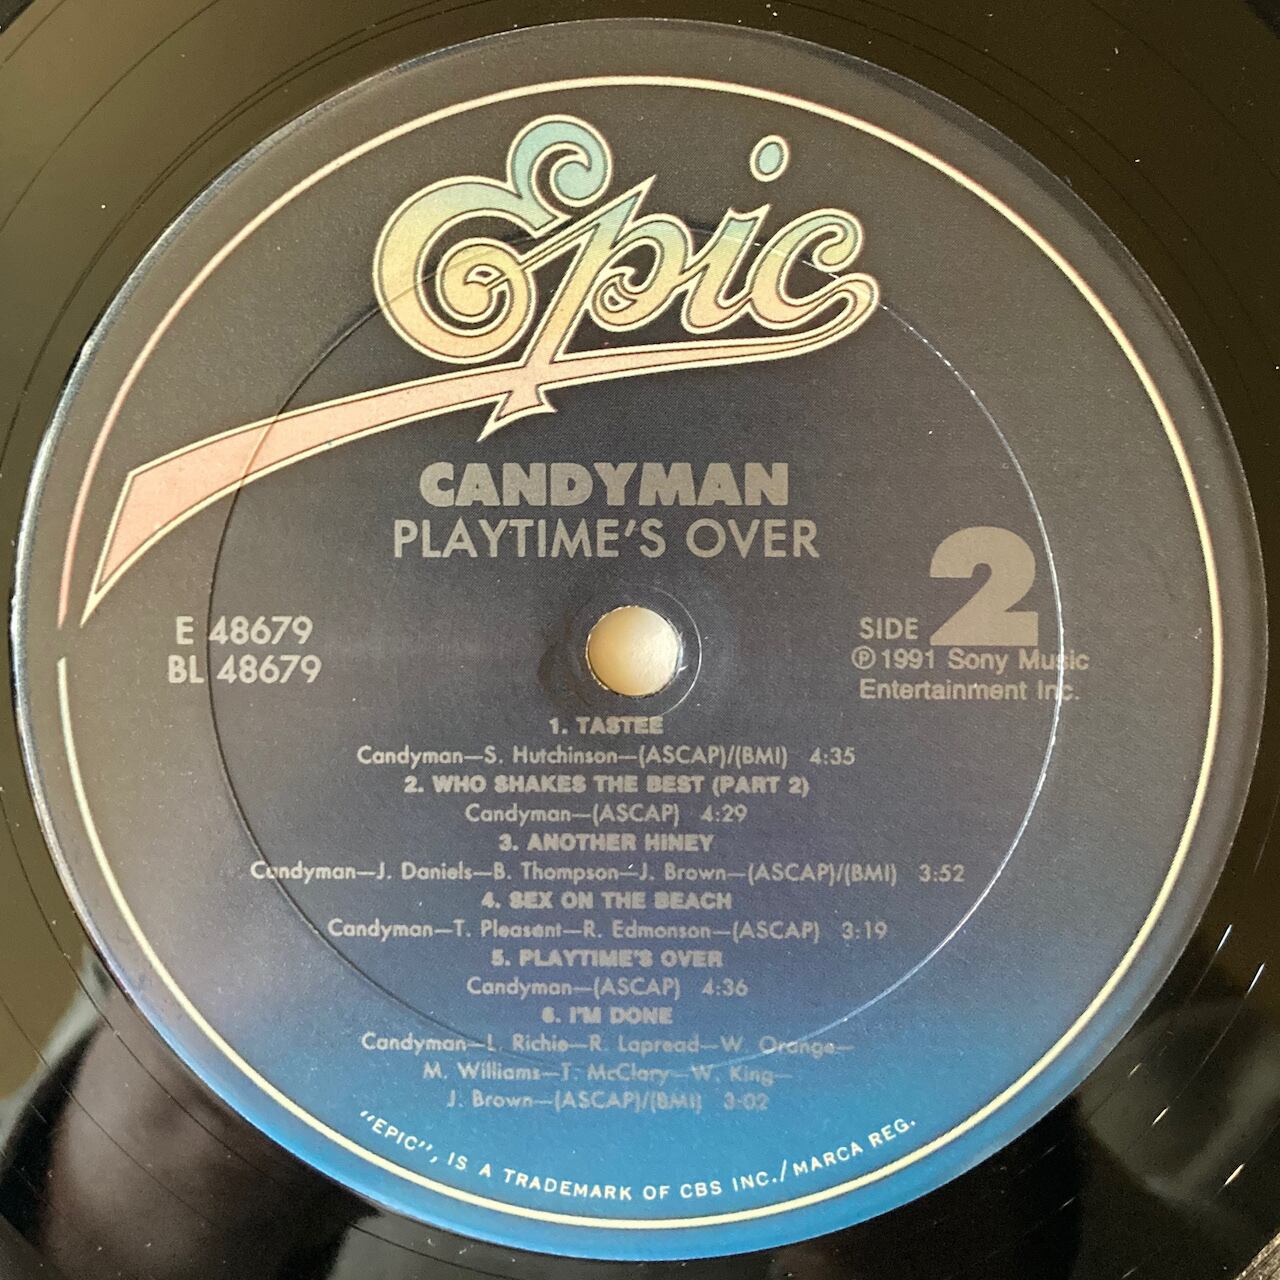 Epic
CANDYMAN
PLAYTIME'S OVER
E 48679
BL 48679
SIDE 2
Ⓟ 1991 Sony Music
Entertainment Inc.
1. TASTEE
Candyman—S. Hutchinson—(ASCAP)/(BMI) 4:35
2. WHO SHAKES THE BEST (PART 2)
Candyman—(ASCAP) 4:29
3. ANOTHER HINEY
Candyman—J. Daniels—B. Thompson—J. Brown—(ASCAP)/(BMI) 3:52
4. SEX ON THE BEACH
Candyman—T. Pleasent—R. Edmonson—(ASCAP) 3:19
5. PLAYTIME'S OVER
Candyman—(ASCAP) 4:36
6. I'M DONE
Candyman—L. Richie—R. Lapread—W. Orange—
M. Williams—T. McClary—W. King—
J. Brown—(ASCAP)/(BMI) 3:02
"EPIC", IS A TRADEMARK OF CBS INC./MARCA REG.